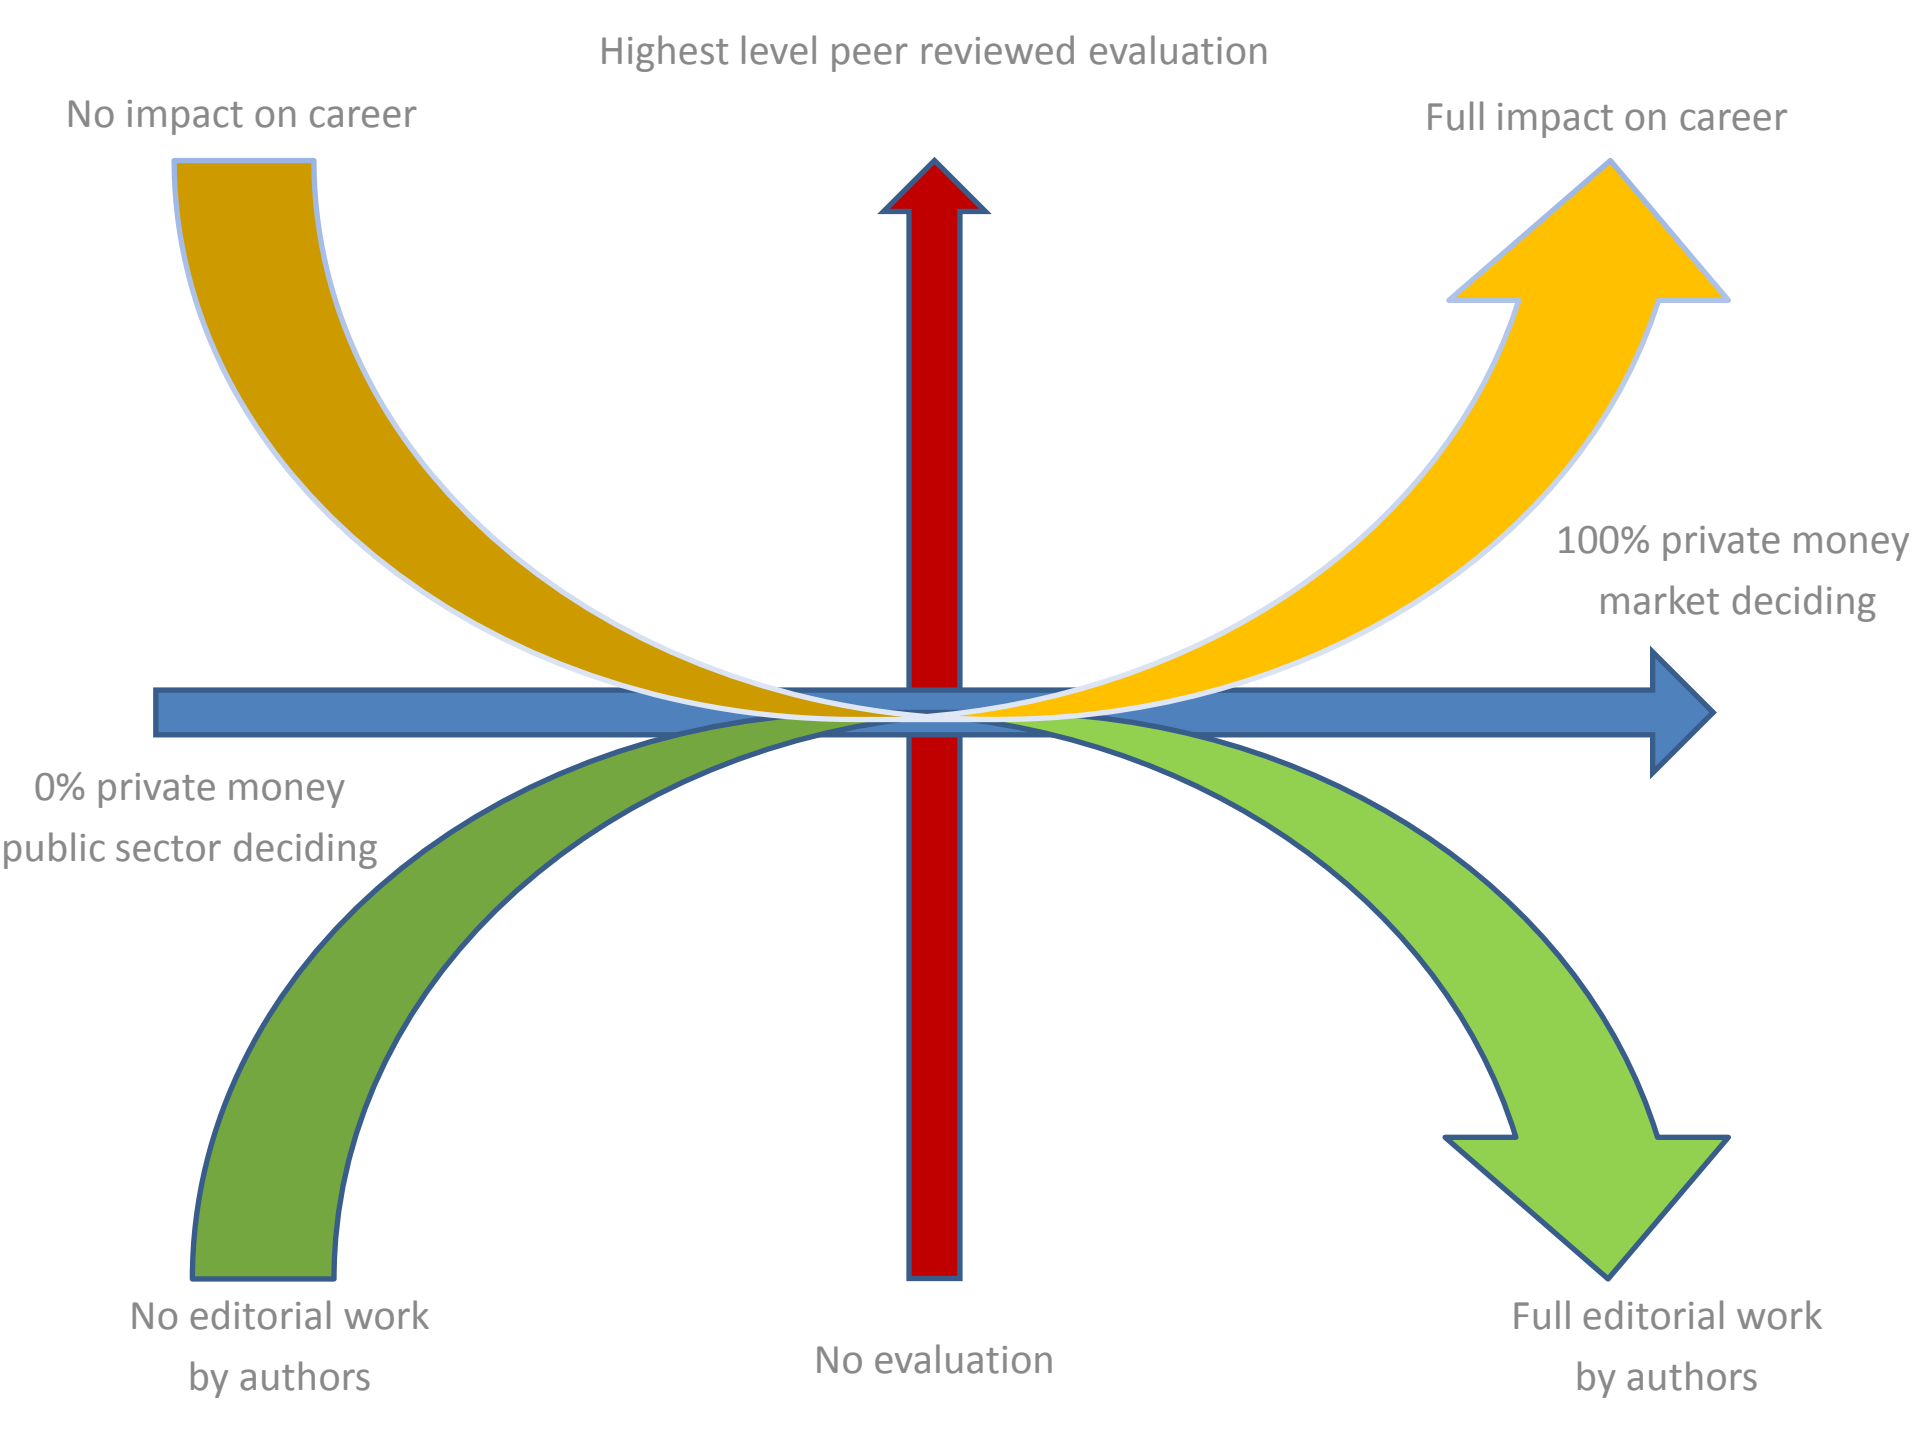 Highest level peer reviewed evaluation
No impact on career
Full impact on career
100% private money
market deciding
0% private money
public sector deciding
No editorial work
by authors
No evaluation
Full editorial work
by authors